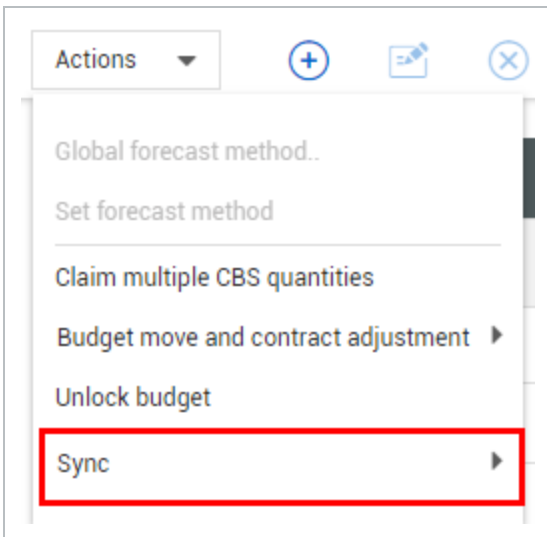 Actions
Global forecast method..
Set forecast method
Claim multiple CBS quantities
Budget move and contract adjustment
Unlock budget
Sync